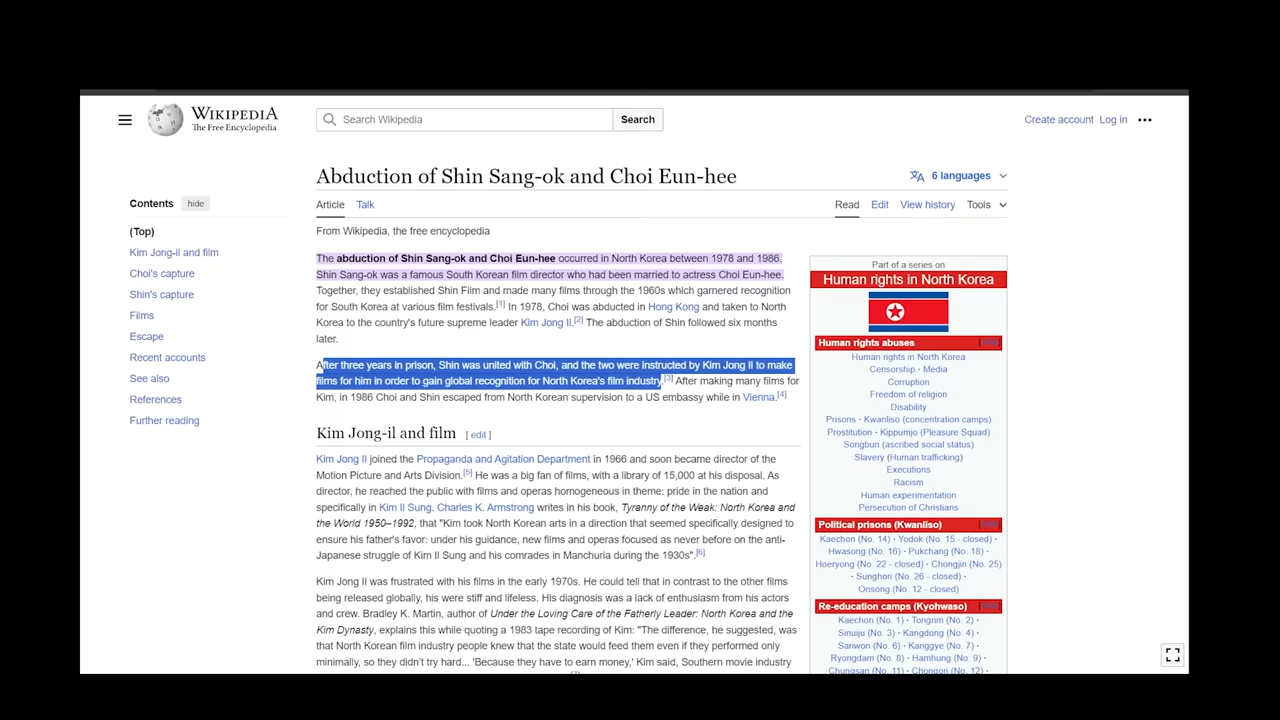 WIKIPEDIA
The Free Encyclopedia
Search Wikipedia
Search
Create account Log in
Abduction of Shin Sang-ok and Choi Eun-hee
6 languages
Article Talk
Read Edit View history Tools
From Wikipedia, the free encyclopedia
Contents hide
(Top)
Kim Jong-il and film
Choi's capture
Shin's capture
Films
Escape
Recent accounts
See also
References
Further reading
The abduction of Shin Sang-ok and Choi Eun-hee occurred in North Korea between 1978 and 1986.
Shin Sang-ok was a famous South Korean film director who had been married to actress Choi Eun-hee.
Together, they established Shin Film and made many films through the 1960s which garnered recognition
for South Korea at various film festivals.[1] In 1978, Choi was abducted in Hong Kong and taken to North
Korea to the country's future supreme leader Kim Jong Il.[2] The abduction of Shin followed six months
later.
After three years in prison, Shin was united with Choi, and the two were instructed by Kim Jong Il to make
films for him in order to gain global recognition for North Korea's film industry.[3] After making many films for
Kim, in 1986 Choi and Shin escaped from North Korean supervision to a US embassy while in Vienna.[4]
Kim Jong-il and film [ edit ]
Kim Jong Il joined the Propaganda and Agitation Department in 1966 and soon became director of the
Motion Picture and Arts Division.[5] He was a big fan of films, with a library of 15,000 at his disposal. As
director, he reached the public with films and operas homogeneous in theme: pride in the nation and
specifically in Kim Il Sung. Charles K. Armstrong writes in his book, Tyranny of the Weak: North Korea and
the World 1950–1992, that "Kim took North Korean arts in a direction that seemed specifically designed to
ensure his father's favor: under his guidance, new films and operas focused as never before on the anti-
Japanese struggle of Kim Il Sung and his comrades in Manchuria during the 1930s".[6]
Kim Jong Il was frustrated with his films in the early 1970s. He could tell that in contrast to the other films
being released globally, his were stiff and lifeless. His diagnosis was a lack of enthusiasm from his actors
and crew. Bradley K. Martin, author of Under the Loving Care of the Fatherly Leader: North Korea and the
Kim Dynasty, explains this while quoting a 1983 tape recording of Kim: "The difference, he suggested, was
that North Korean film industry people knew that the state would feed them even if they performed only
minimally, so they didn't try hard... 'Because they have to earn money,' Kim said, Southern movie industry
Part of a series on
Human rights in North Korea
Human rights abuses
Human rights in North Korea
Censorship · Media
Corruption
Freedom of religion
Disability
Prisons · Kwanliso (concentration camps)
Prostitution · Kippumjo (Pleasure Squad)
Songbun (ascribed social status)
Slavery (Human trafficking)
Executions
Racism
Human experimentation
Persecution of Christians
Political prisons (Kwanliso)
Kaechon (No. 14) · Yodok (No. 15 - closed) ·
Hwasong (No. 16) · Pukchang (No. 18) ·
Hoeryong (No. 22 - closed) · Chongjin (No. 25)
· Sunghori (No. 26 - closed) ·
Onsong (No. 12 - closed)
Re-education camps (Kyohwaso)
Kaechon (No. 1) · Tongrim (No. 2) ·
Sinuiju (No. 3) · Kangdong (No. 4) ·
Sariwon (No. 6) · Kanggye (No. 7) ·
Ryongdam (No. 8) · Hamhung (No. 9) ·
Chungsan (No. 11) · Chongori (No. 12) ·